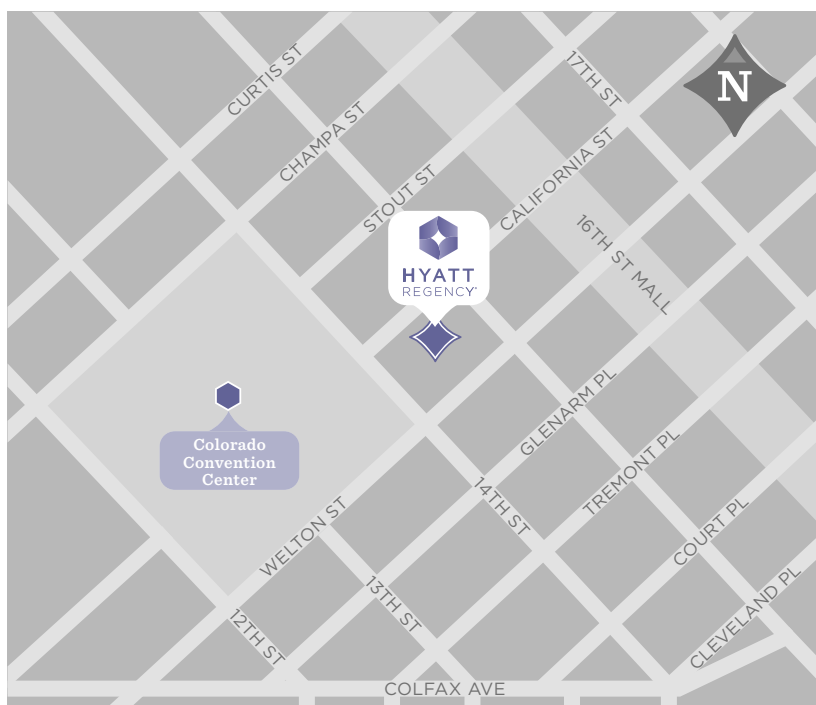 CURTIS ST
17TH ST
N
CHAMPA ST
STOUT ST
CALIFORNIA ST
16TH ST MALL
HYATT
REGENCY®
GLENARM PL
Colorado
Convention
Center
TREMONT PL
14TH ST
WELTON ST
COURT PL
13TH ST
CLEVELAND PL
12TH ST
COLFAX AVE